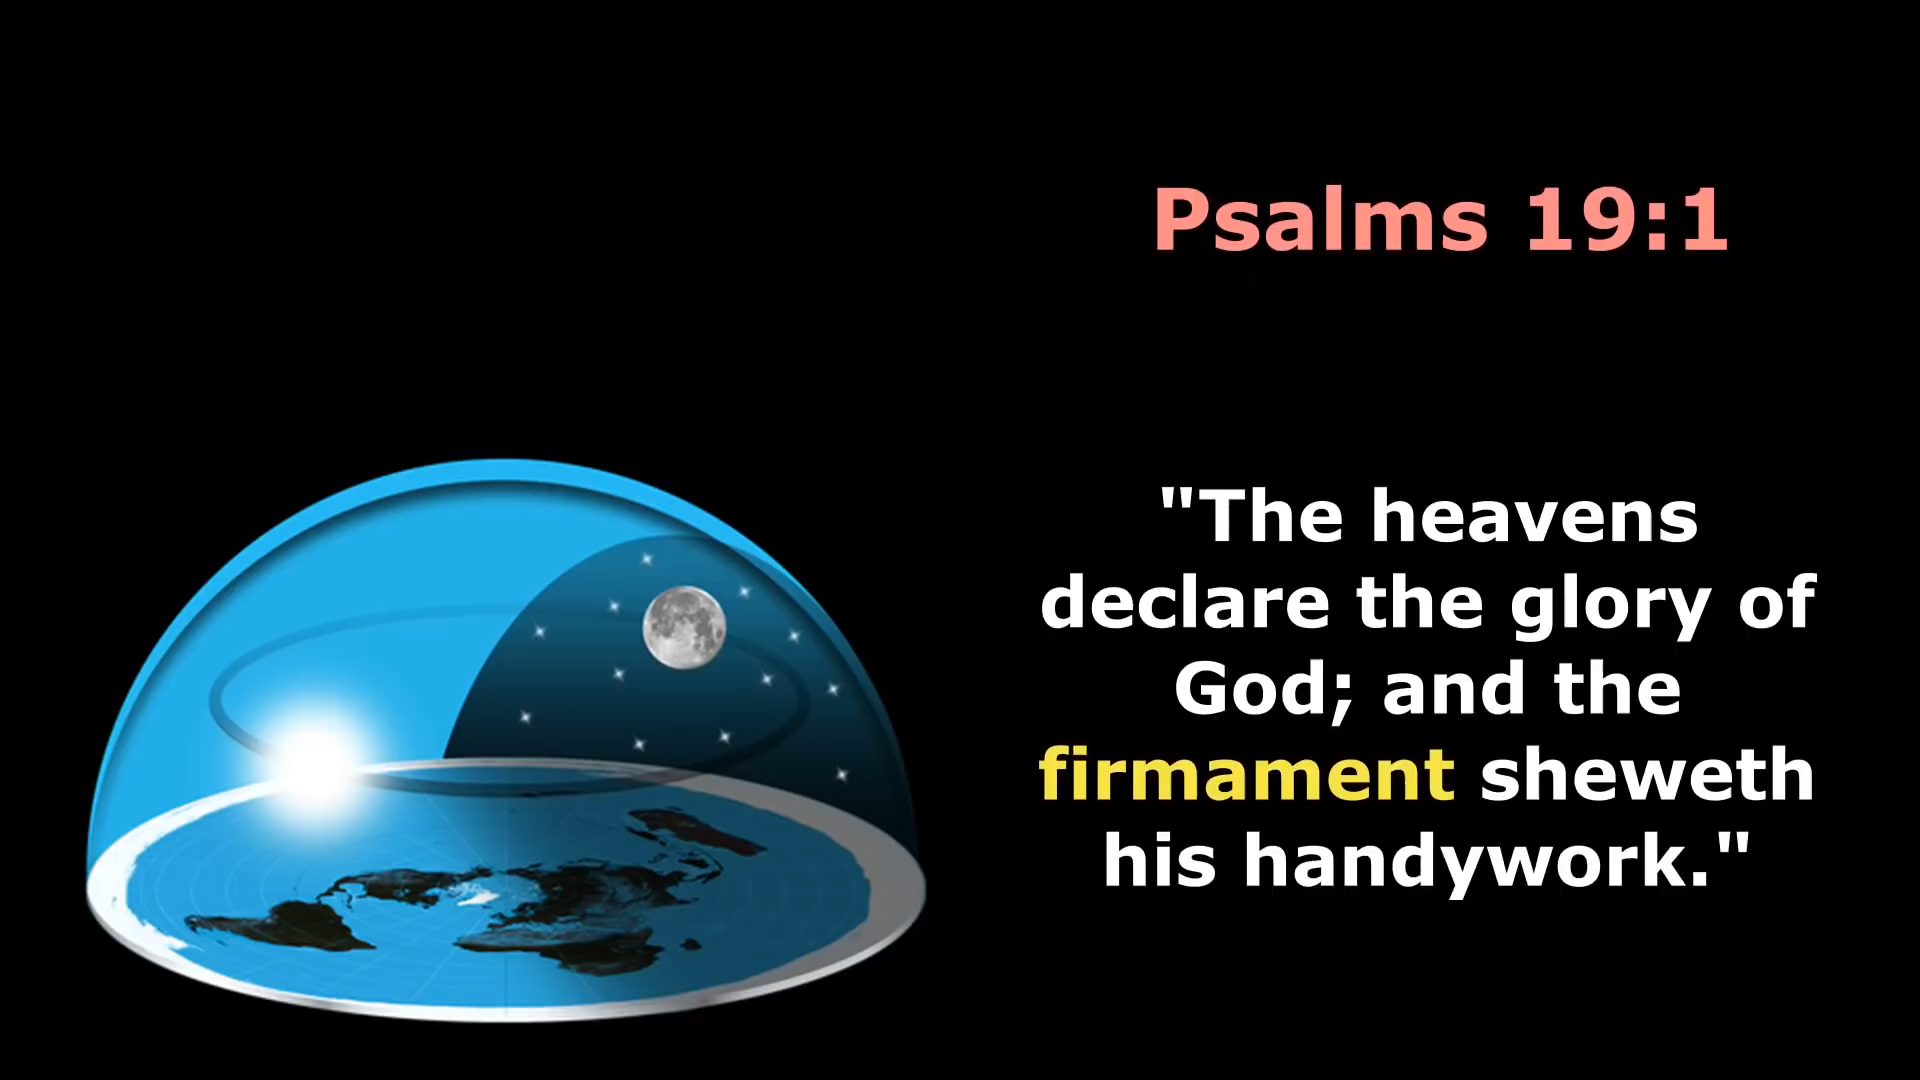 Psalms 19:1
"The heavens
declare the glory of
God; and the
firmament sheweth
his handywork."